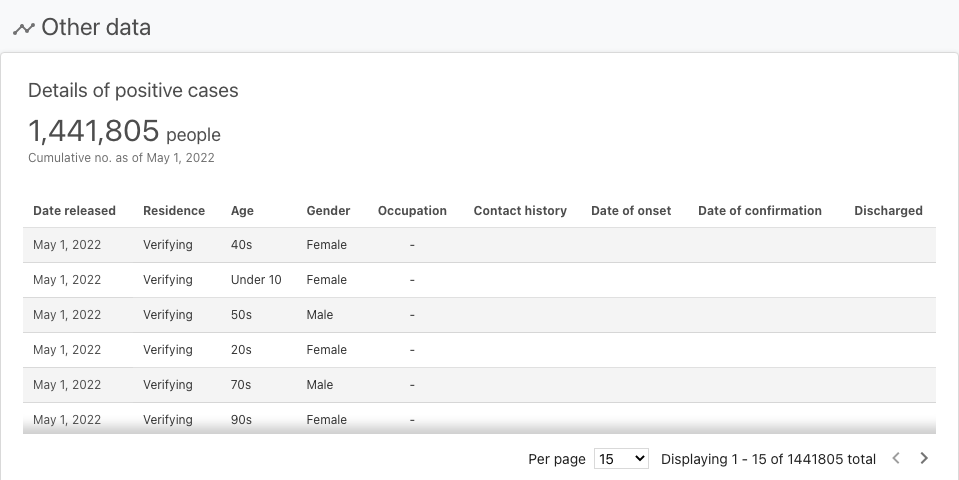 Other data
Details of positive cases
1,441,805 people
Cumulative no. as of May 1, 2022
Date released Residence Age Gender Occupation Contact history Date of onset Date of confirmation Discharged
May 1, 2022 Verifying 40s Female -
May 1, 2022 Verifying Under 10 Female -
May 1, 2022 Verifying 50s Male -
May 1, 2022 Verifying 20s Female -
May 1, 2022 Verifying 70s Male -
May 1, 2022 Verifying 90s Female -
Per page 15 Displaying 1 - 15 of 1441805 total